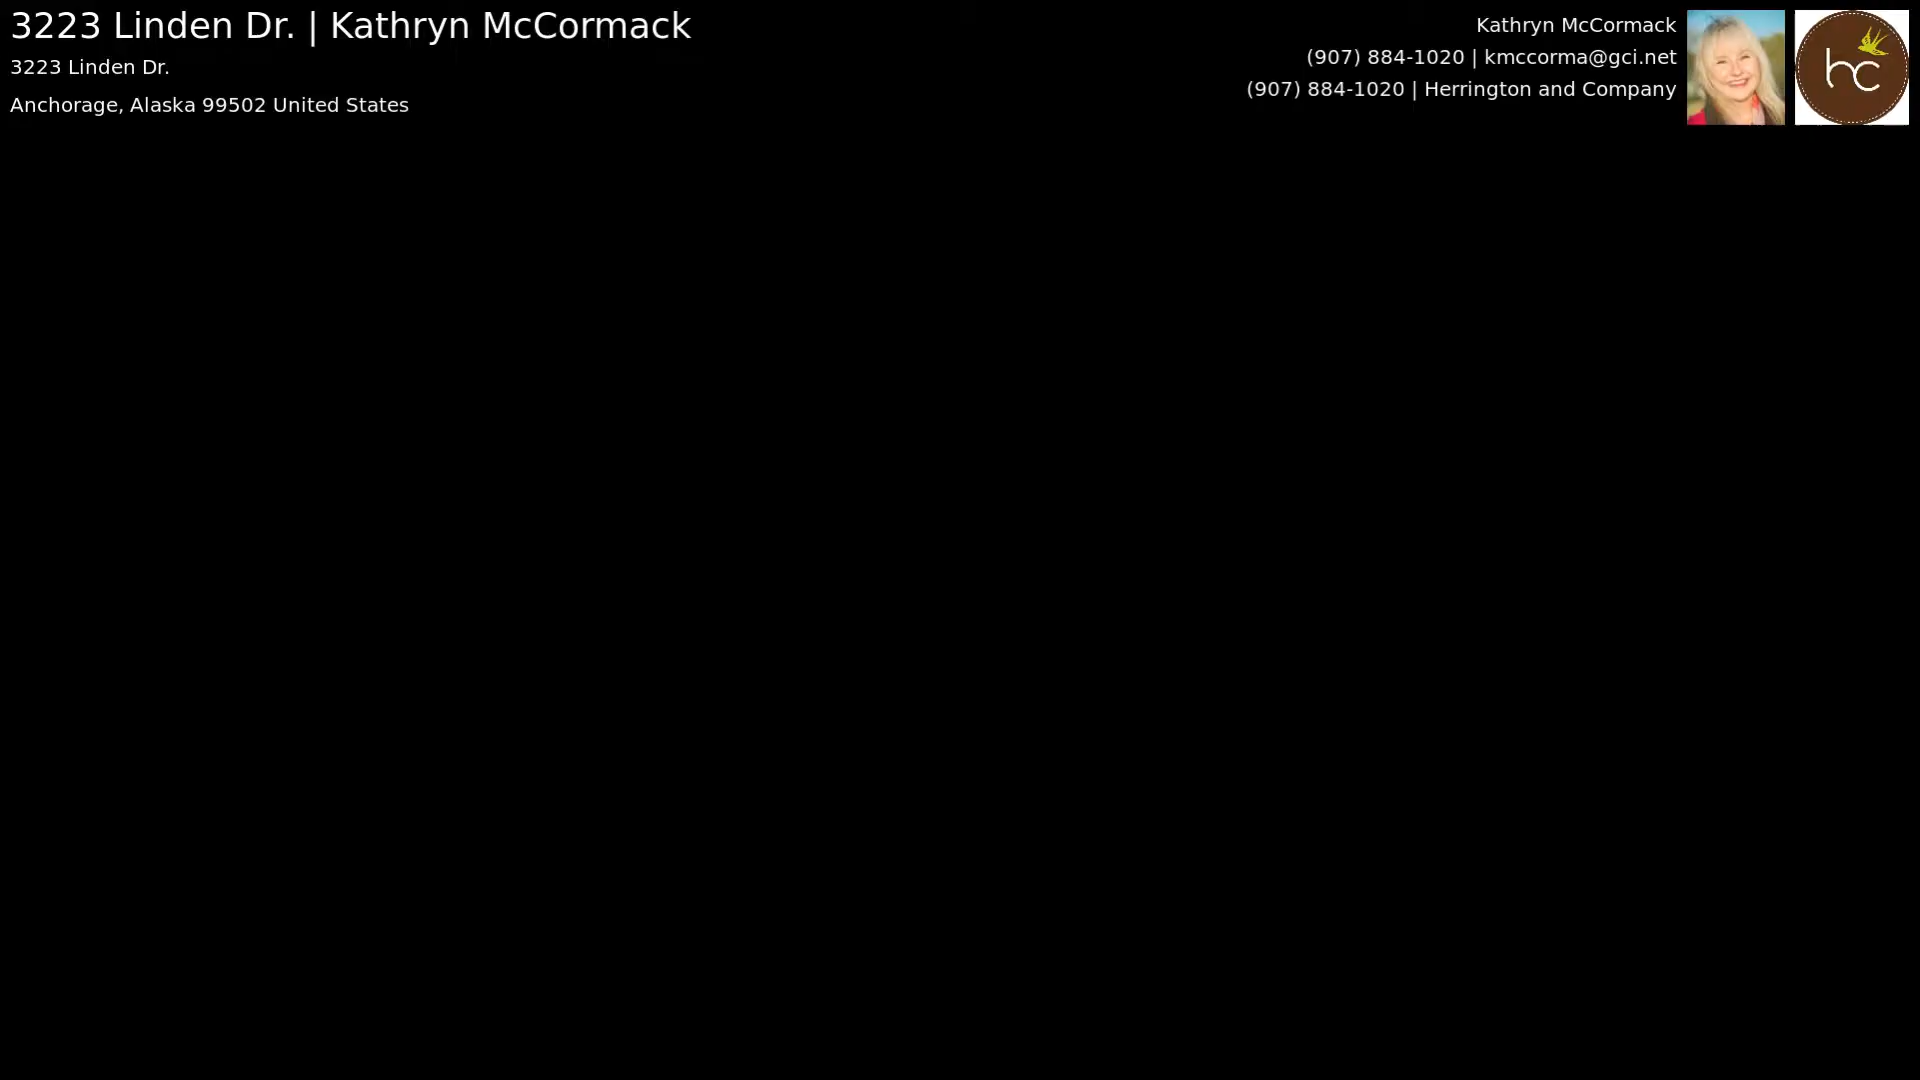 3223 Linden Dr. | Kathryn McCormack
3223 Linden Dr.
Anchorage, Alaska 99502 United States
Kathryn McCormack
(907) 884-1020 | kmccorma@gci.net
(907) 884-1020 | Herrington and Company
hc